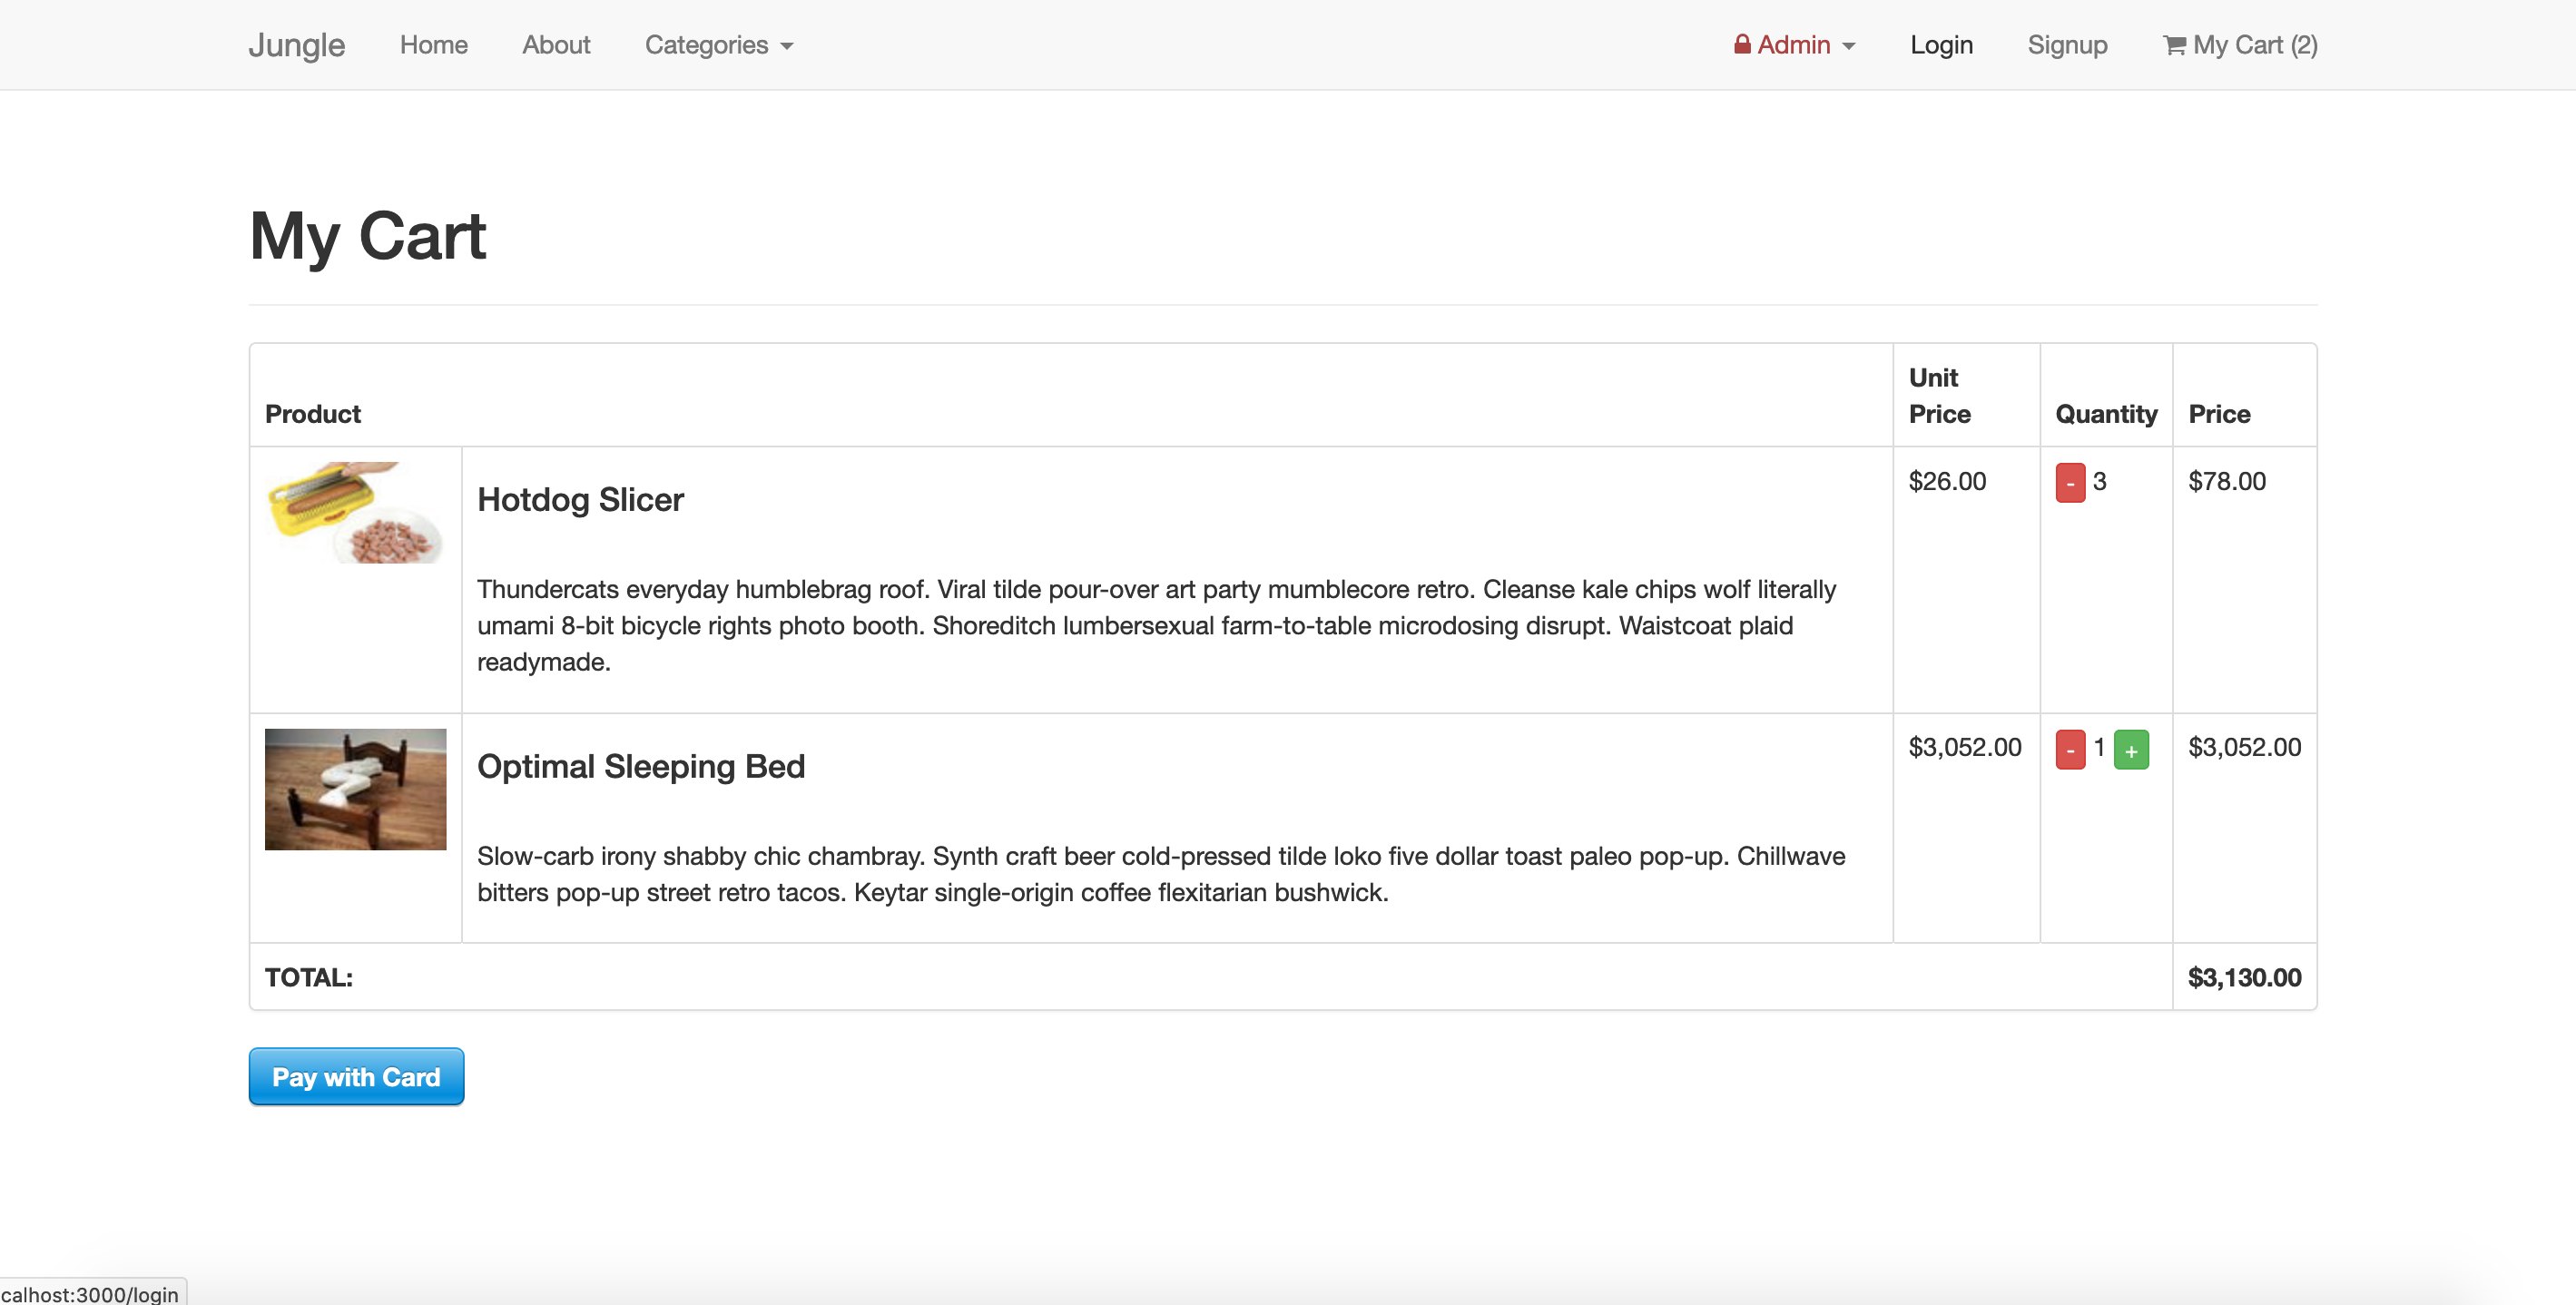 Jungle Home About Categories Admin Login Signup My Cart (2)
My Cart
Product Unit Price Quantity Price
Hotdog Slicer $26.00 - 3 $78.00
Thundercats everyday humblebrag roof. Viral tilde pour-over art party mumblecore retro. Cleanse kale chips wolf literally
umami 8-bit bicycle rights photo booth. Shoreditch lumbersexual farm-to-table microdosing disrupt. Waistcoat plaid
readymade.
Optimal Sleeping Bed $3,052.00 - 1 + $3,052.00
Slow-carb irony shabby chic chambray. Synth craft beer cold-pressed tilde loko five dollar toast paleo pop-up. Chillwave
bitters pop-up street retro tacos. Keytar single-origin coffee flexitarian bushwick.
TOTAL: $3,130.00
Pay with Card
calhost:3000/login